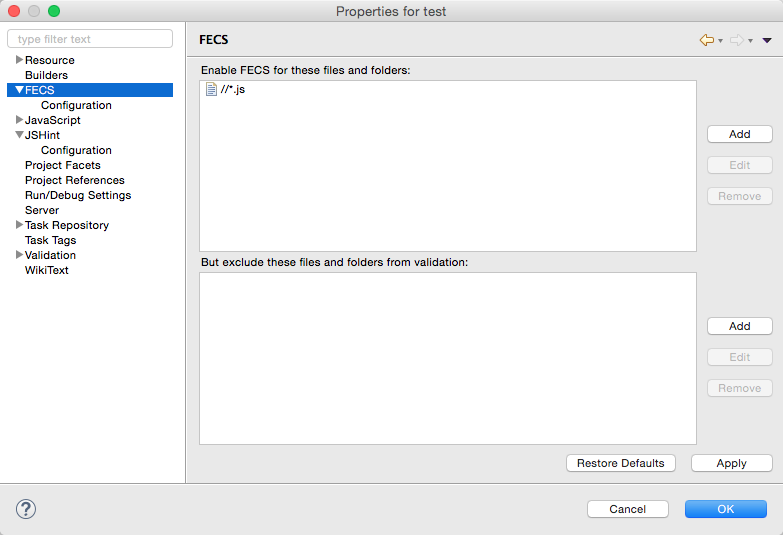 Properties for test
type filter text
Resource
Builders
FECS
Configuration
JavaScript
JSHint
Configuration
Project Facets
Project References
Run/Debug Settings
Server
Task Repository
Task Tags
Validation
WikiText
FECS
Enable FECS for these files and folders:
//*.js
Add
Edit
Remove
But exclude these files and folders from validation:
Add
Edit
Remove
Restore Defaults
Apply
?
Cancel
OK